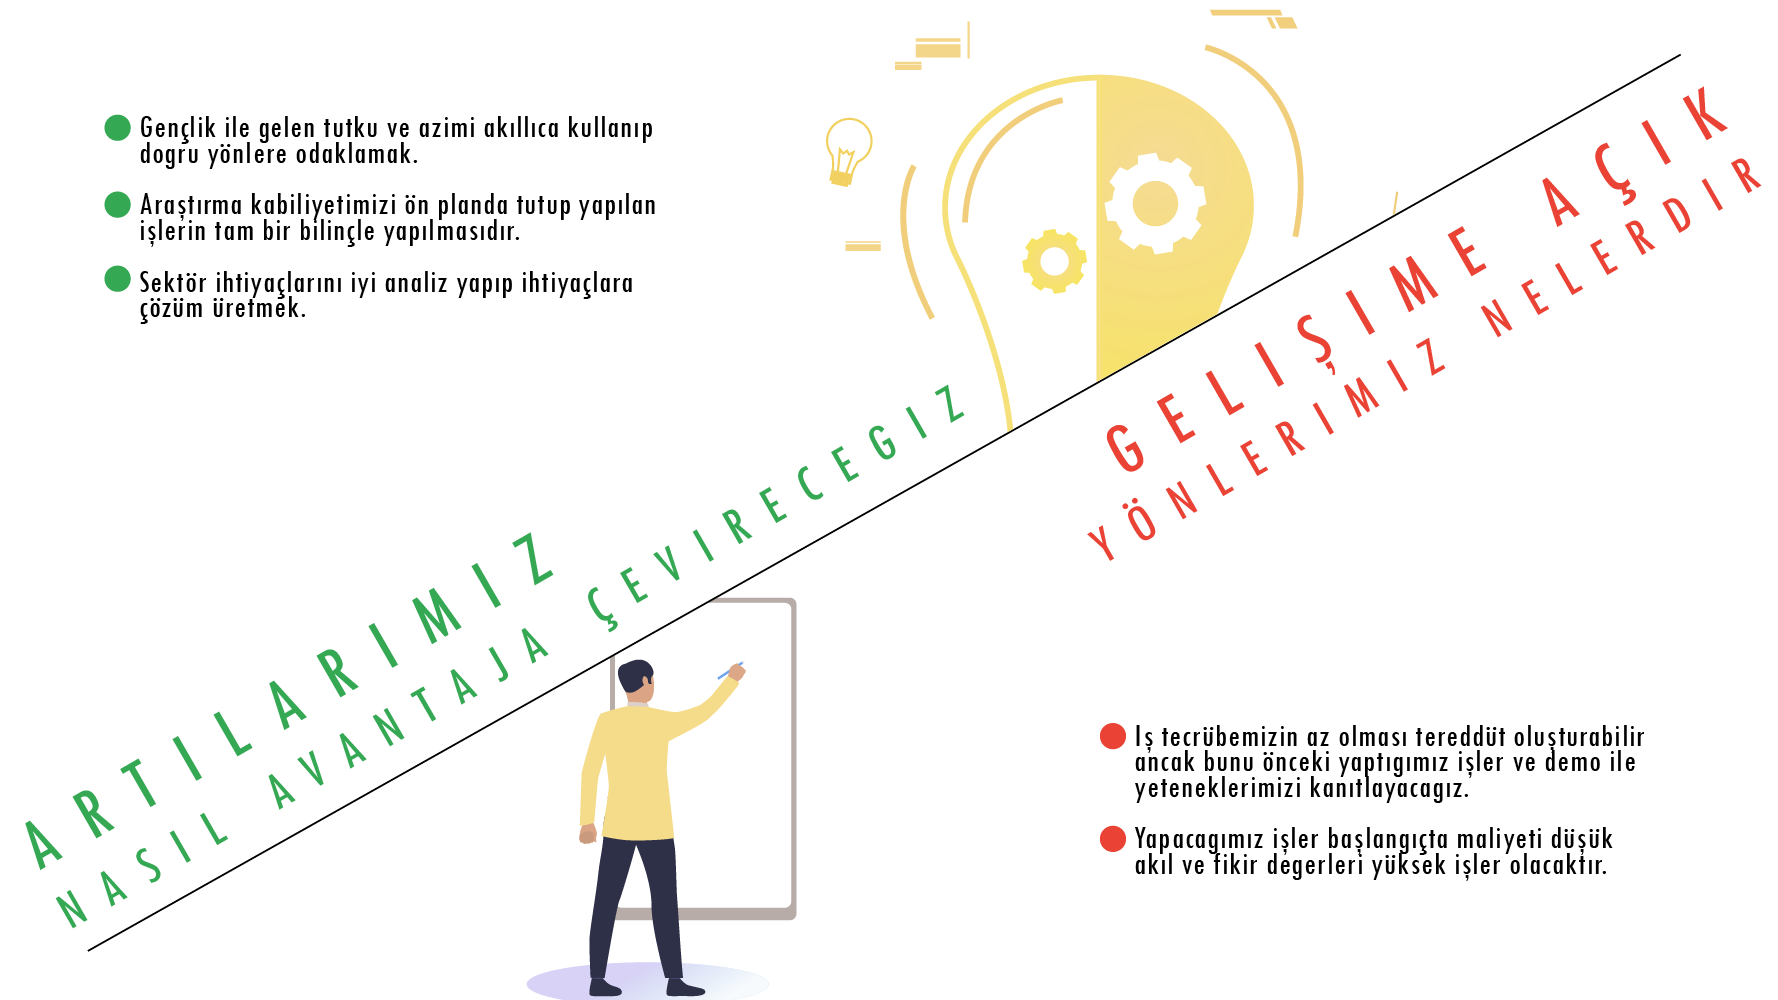 Gençlik ile gelen tutku ve azimi akıllıca kullanıp
dogru yönlere odaklamak.
Araştırma kabiliyetimizi ön planda tutup yapılan
işlerin tam bir bilinçle yapılmasıdır.
Sektör ihtiyaçlarını iyi analiz yapıp ihtiyaçlara
çözüm üretmek.
ARTILARIMIZ
NASIL AVANTAJA ÇEVIRECEGIZ
GELIŞIME AÇIK
YÖNLERIMIZ NELERDIR
Iş tecrübemizin az olması tereddüt oluşturabilir
ancak bunu önceki yaptıgımız işler ve demo ile
yeteneklerimizi kanıtlayacagız.
Yapacagımız işler başlangıçta maliyeti düşük
akıl ve fikir degerleri yüksek işler olacaktır.